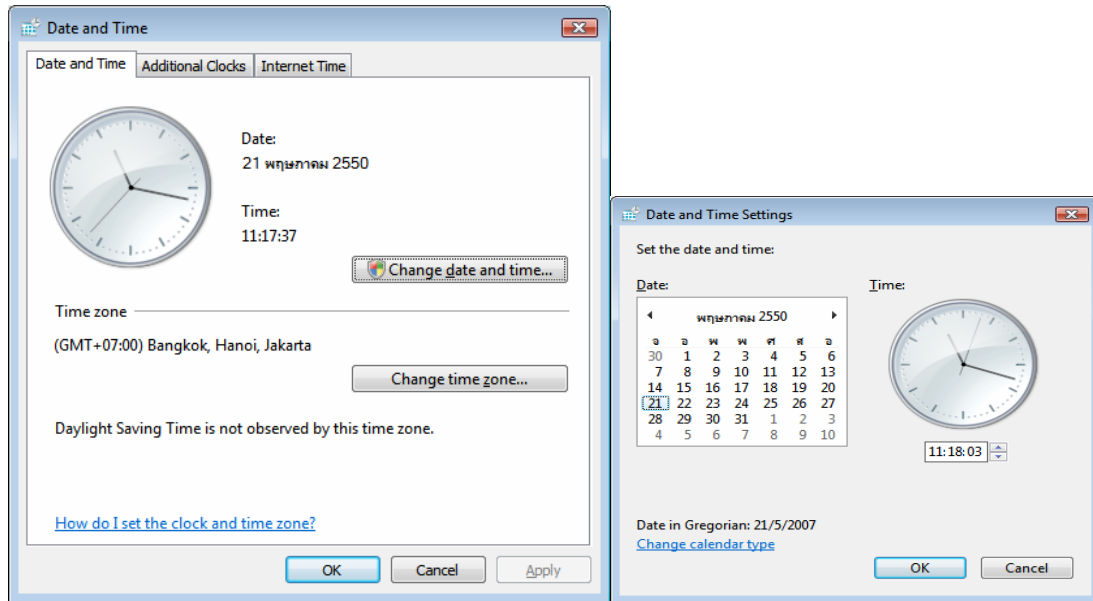 Date and Time
Date and Time
Additional Clocks
Internet Time
Date:
21 พฤษภาคม 2550
Time:
11:17:37
Change date and time...
Time zone
(GMT+07:00) Bangkok, Hanoi, Jakarta
Change time zone...
Daylight Saving Time is not observed by this time zone.
How do I set the clock and time zone?
OK
Cancel
Apply
Date and Time Settings
Set the date and time:
Date:
พฤษภาคม 2550
จ อ พ พ ศ ส อ
30 1 2 3 4 5 6
7 8 9 10 11 12 13
14 15 16 17 18 19 20
21 22 23 24 25 26 27
28 29 30 31 1 2 3
4 5 6 7 8 9 10
Time:
11:18:03
Date in Gregorian: 21/5/2007
Change calendar type
OK
Cancel